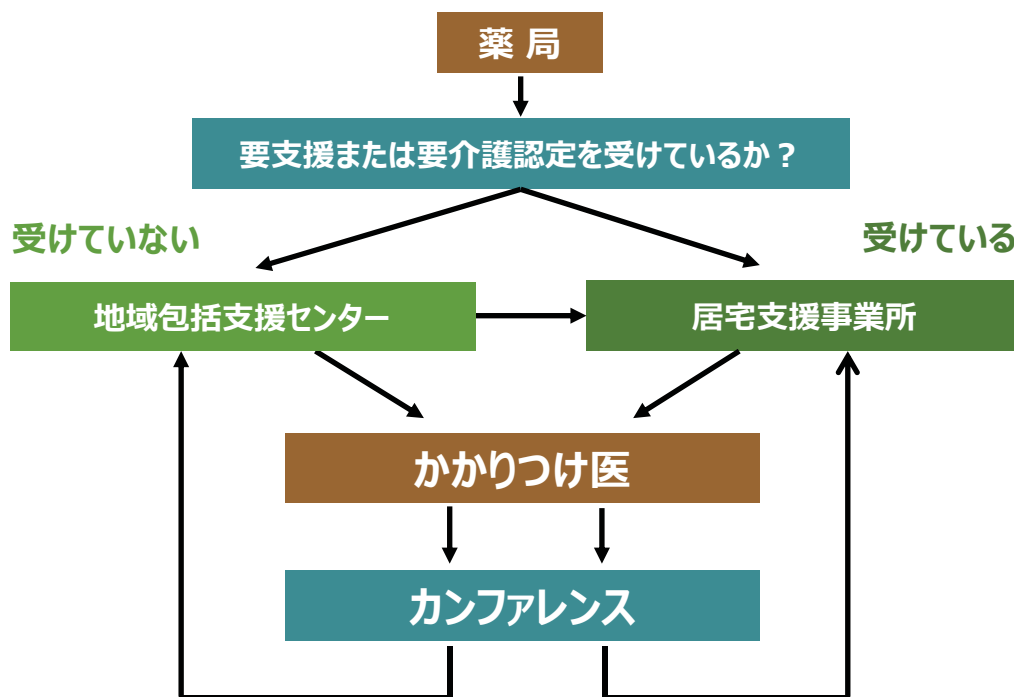 薬 局
要支援または要介護認定を受けているか？
受けていない
受けている
地域包括支援センター
居宅支援事業所
かかりつけ医
カンファレンス